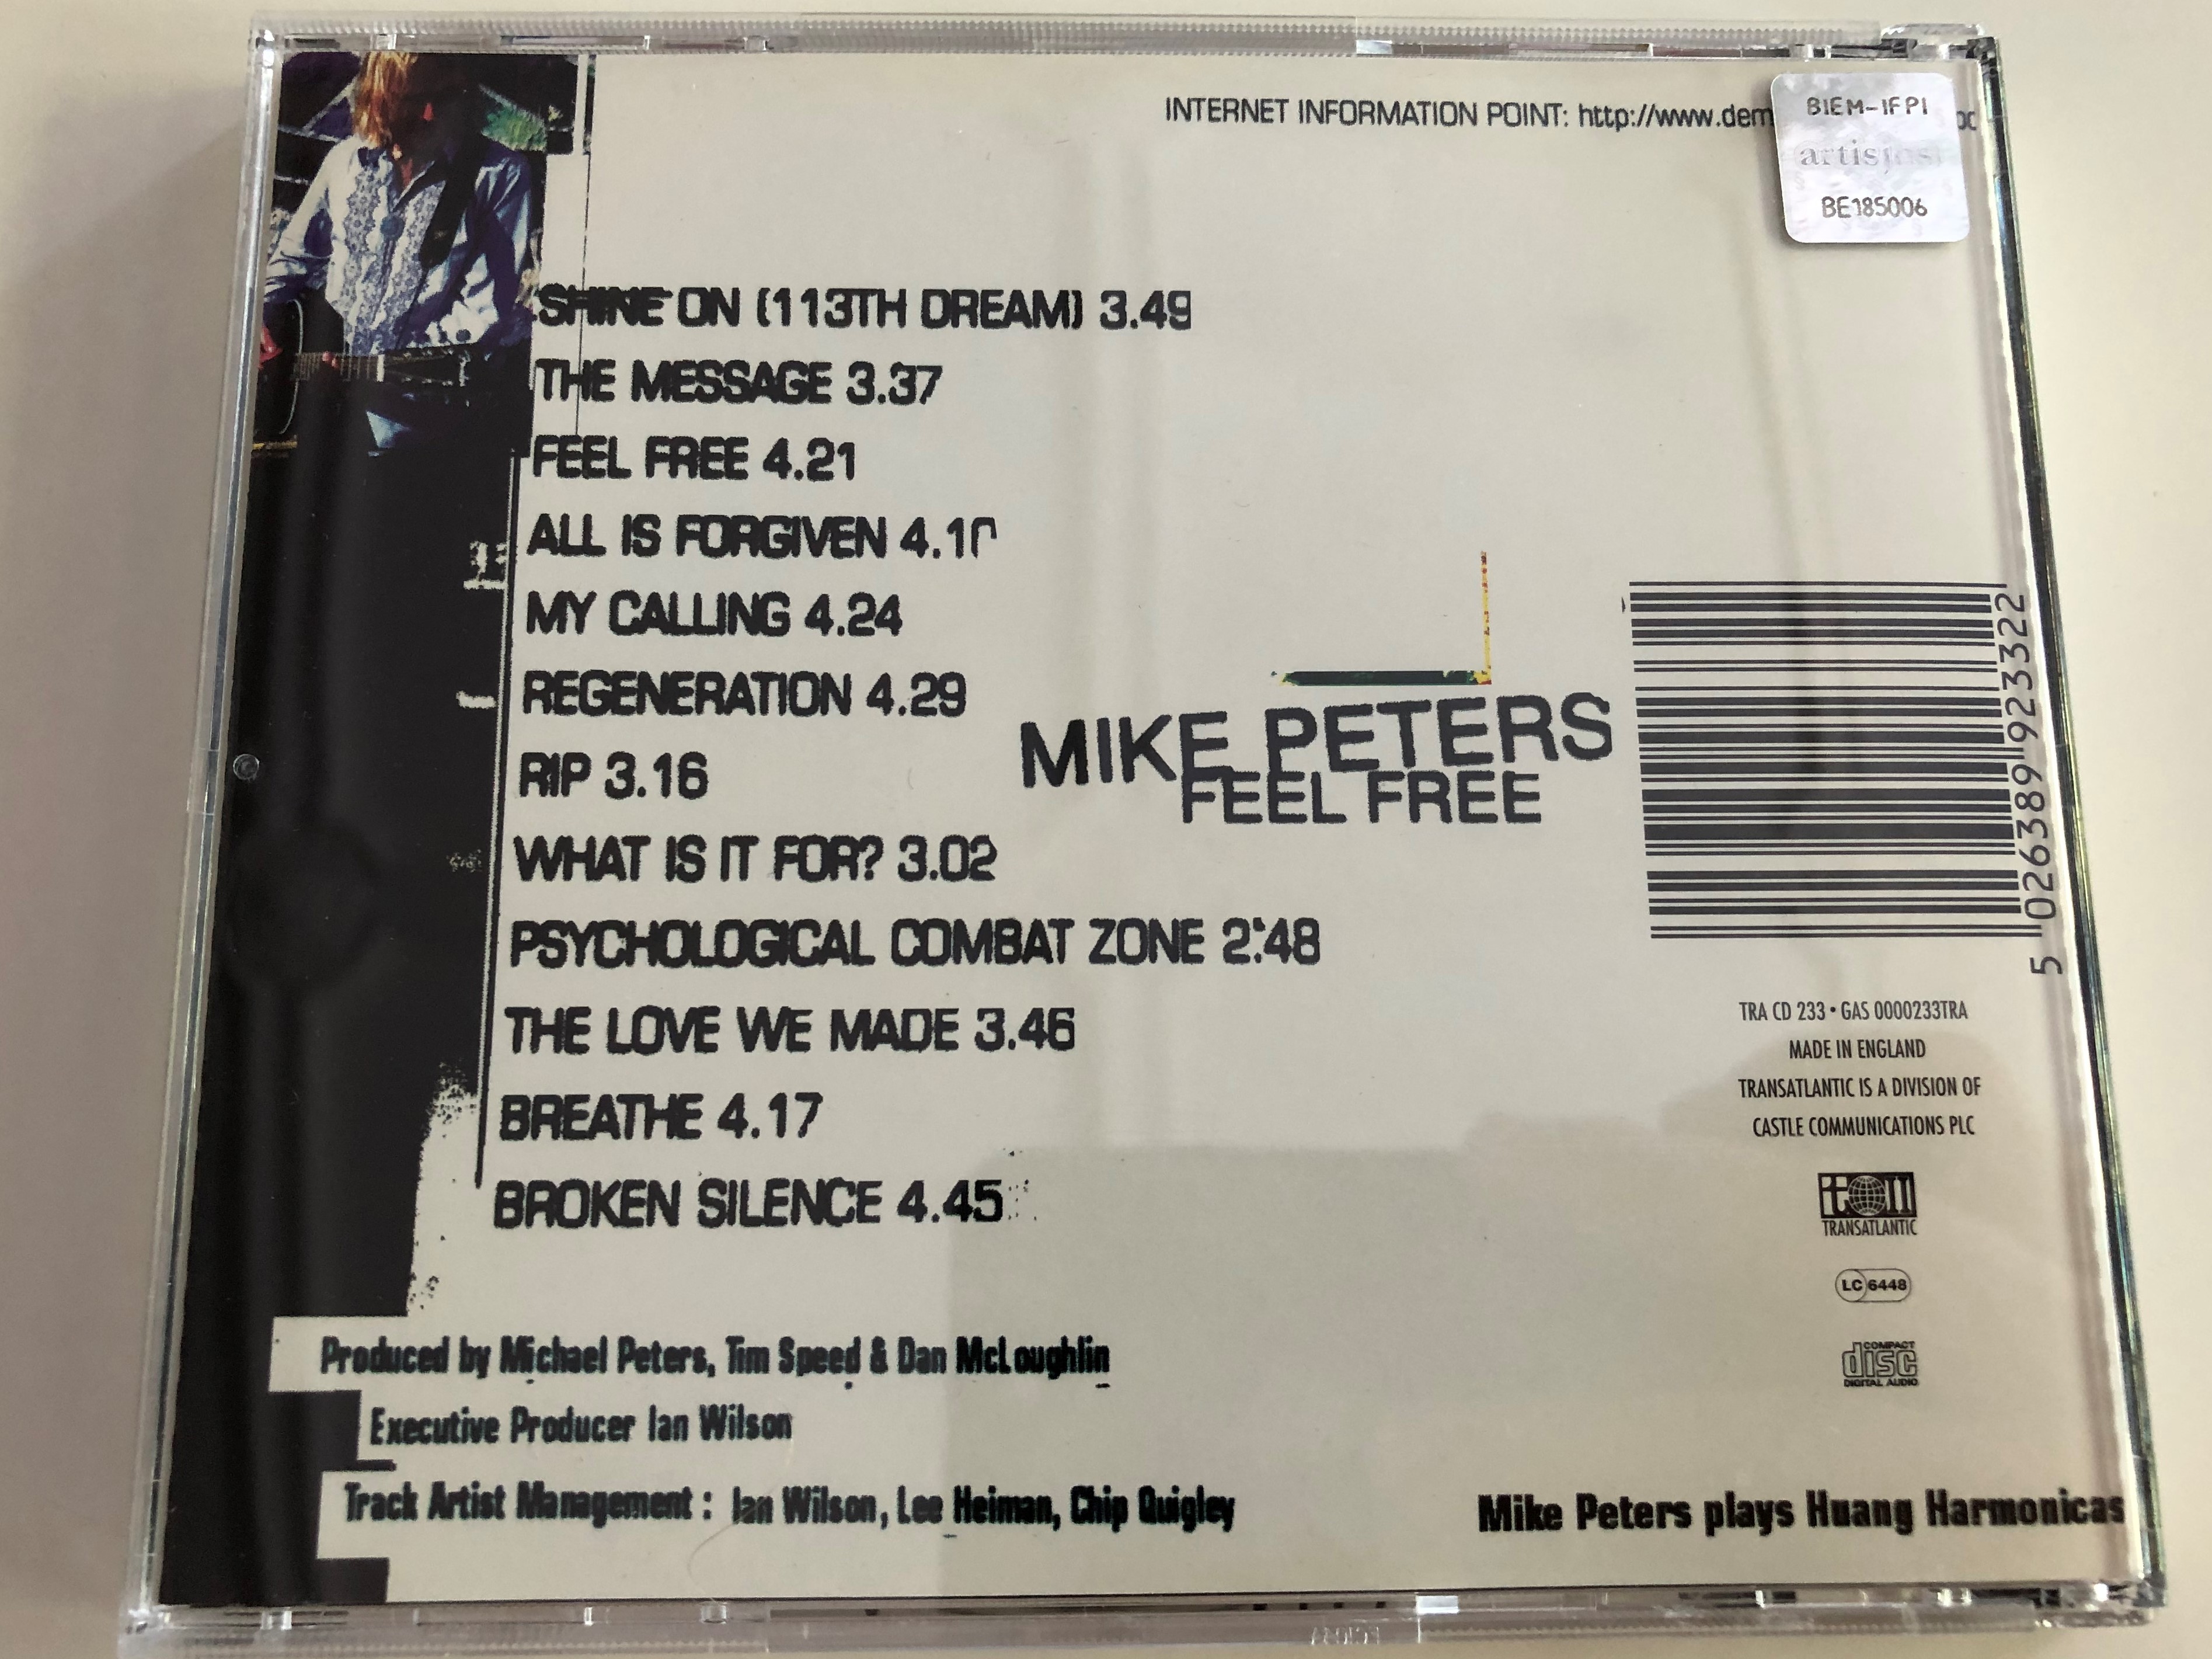 INTERNET INFORMATION POINT: http://www.dem
BIEM-IFPI
artisjus
BE185006
SHINE ON (113TH DREAM) 3.49
THE MESSAGE 3.37
FEEL FREE 4.21
ALL IS FORGIVEN 4.10
MY CALLING 4.24
REGENERATION 4.29
RIP 3.16
WHAT IS IT FOR? 3.02
PSYCHOLOGICAL COMBAT ZONE 2:48
THE LOVE WE MADE 3.46
BREATHE 4.17
BROKEN SILENCE 4.45
MIKE PETERS
FEEL FREE
5 026389 923322
TRA CD 233 • GAS 0000233TRA
MADE IN ENGLAND
TRANSATLANTIC IS A DIVISION OF
CASTLE COMMUNICATIONS PLC
TRANSATLANTIC
LC 6448
COMPACT
disc
DIGITAL AUDIO
Produced by Michael Peters, Tim Speed & Dan McLoughlin
Executive Producer Ian Wilson
Track Artist Management : Ian Wilson, Lee Heiman, Chip Quigley
Mike Peters plays Huang Harmonicas